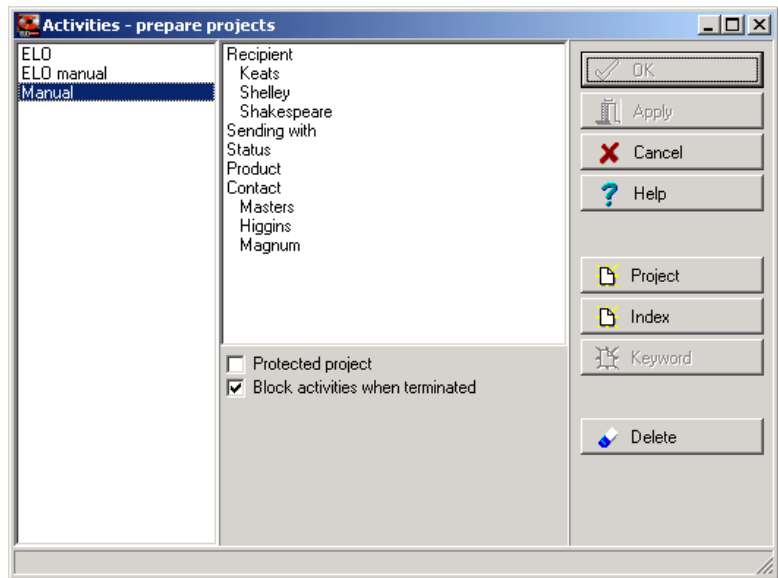 Activities - prepare projects
ELO
ELO manual
Manual
Recipient
Keats
Shelley
Shakespeare
Sending with
Status
Product
Contact
Masters
Higgins
Magnum
Protected project
Block activities when terminated
OK
Apply
Cancel
Help
Project
Index
Keyword
Delete